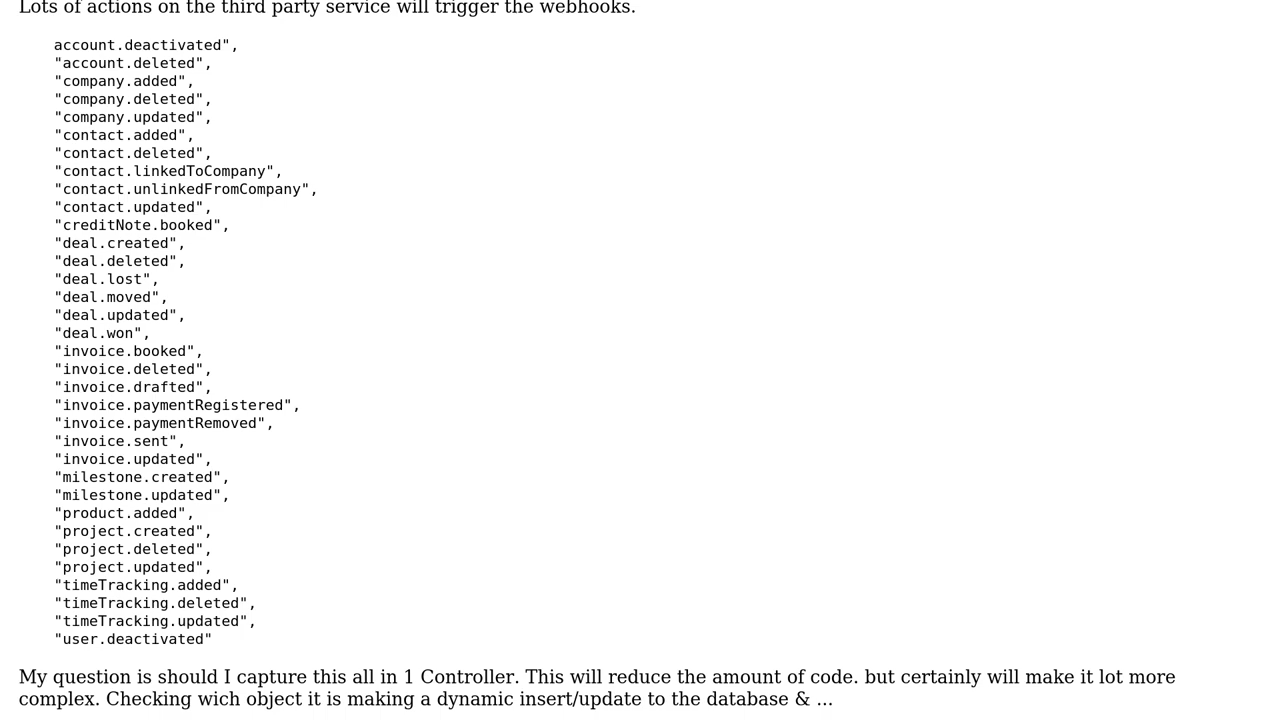 Lots of actions on the third party service will trigger the webhooks.
account.deactivated",
"account.deleted",
"company.added",
"company.deleted",
"company.updated",
"contact.added",
"contact.deleted",
"contact.linkedToCompany",
"contact.unlinkedFromCompany",
"contact.updated",
"creditNote.booked",
"deal.created",
"deal.deleted",
"deal.lost",
"deal.moved",
"deal.updated",
"deal.won",
"invoice.booked",
"invoice.deleted",
"invoice.drafted",
"invoice.paymentRegistered",
"invoice.paymentRemoved",
"invoice.sent",
"invoice.updated",
"milestone.created",
"milestone.updated",
"product.added",
"project.created",
"project.deleted",
"project.updated",
"timeTracking.added",
"timeTracking.deleted",
"timeTracking.updated",
"user.deactivated"
My question is should I capture this all in 1 Controller. This will reduce the amount of code. but certainly will make it lot more
complex. Checking wich object it is making a dynamic insert/update to the database & ...